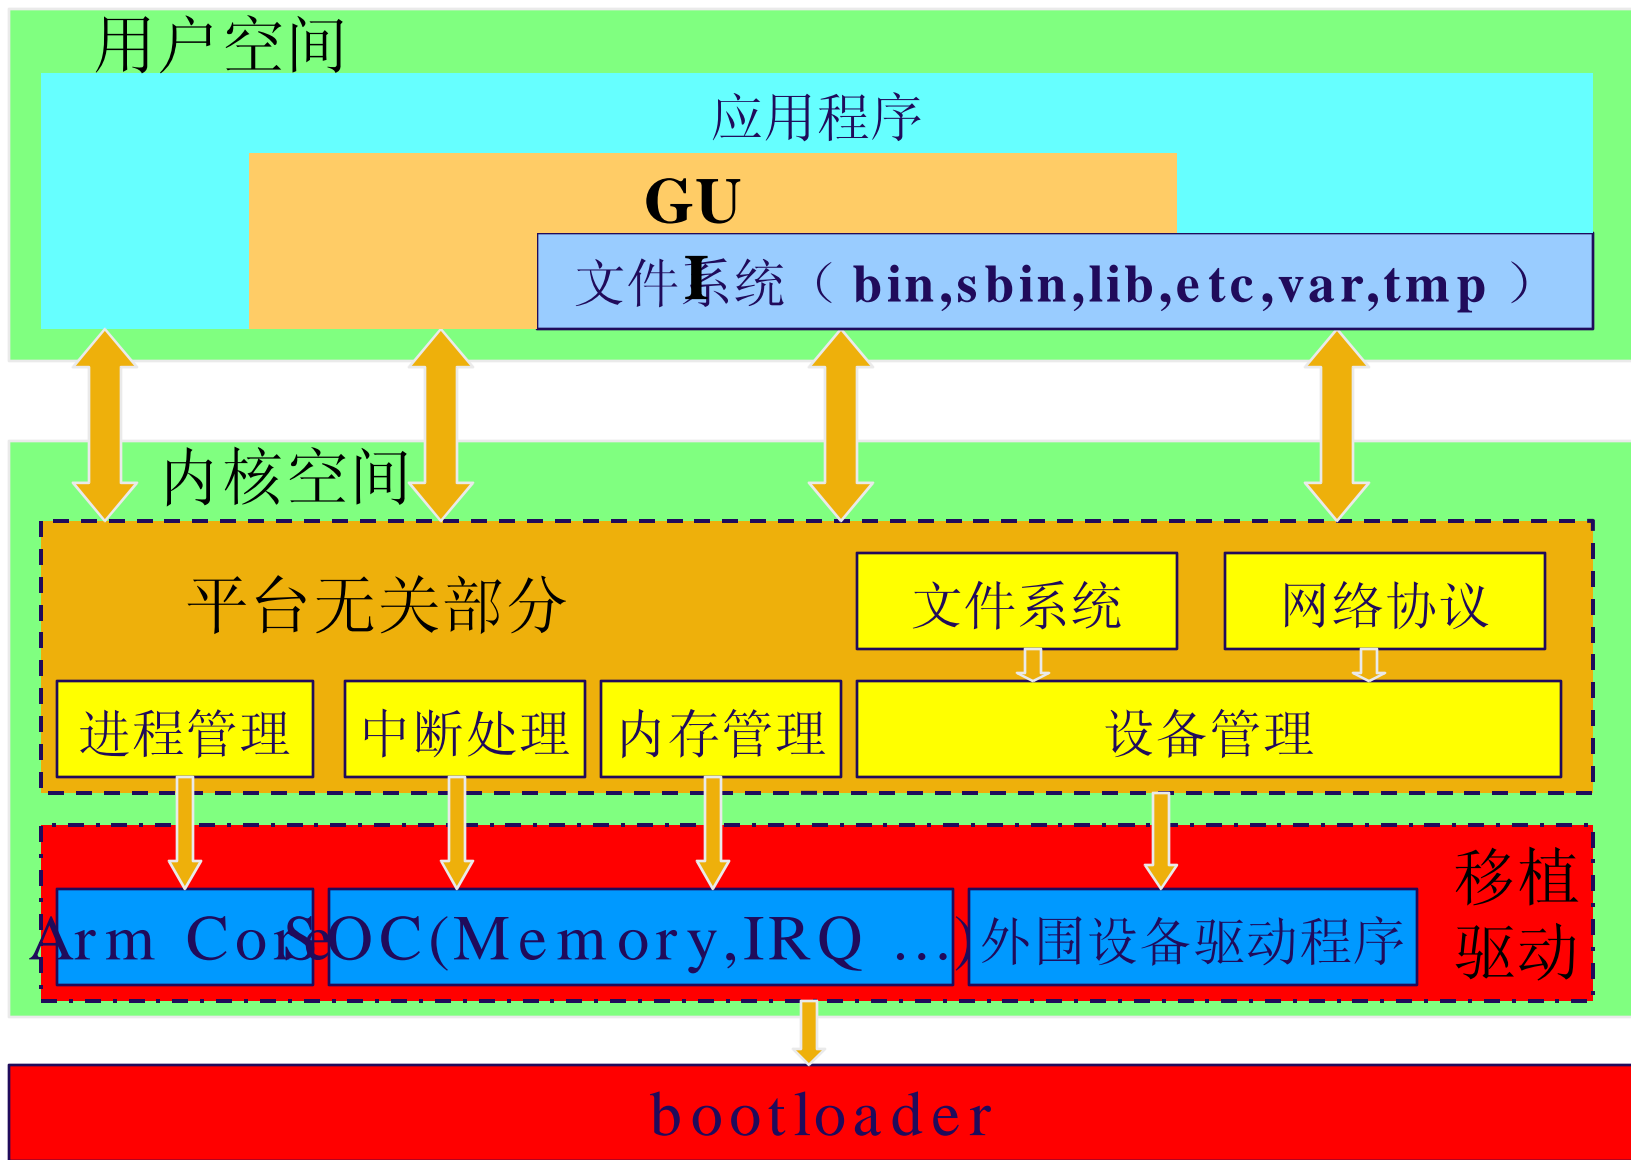 用户空间
应用程序
GU
I
文件系统（bin,sbin,lib,etc,var,tmp）
内核空间
平台无关部分
文件系统
网络协议
进程管理
中断处理
内存管理
设备管理
移植
驱动
Arm Core
SOC(Memory,IRQ …)
外围设备驱动程序
bootloader